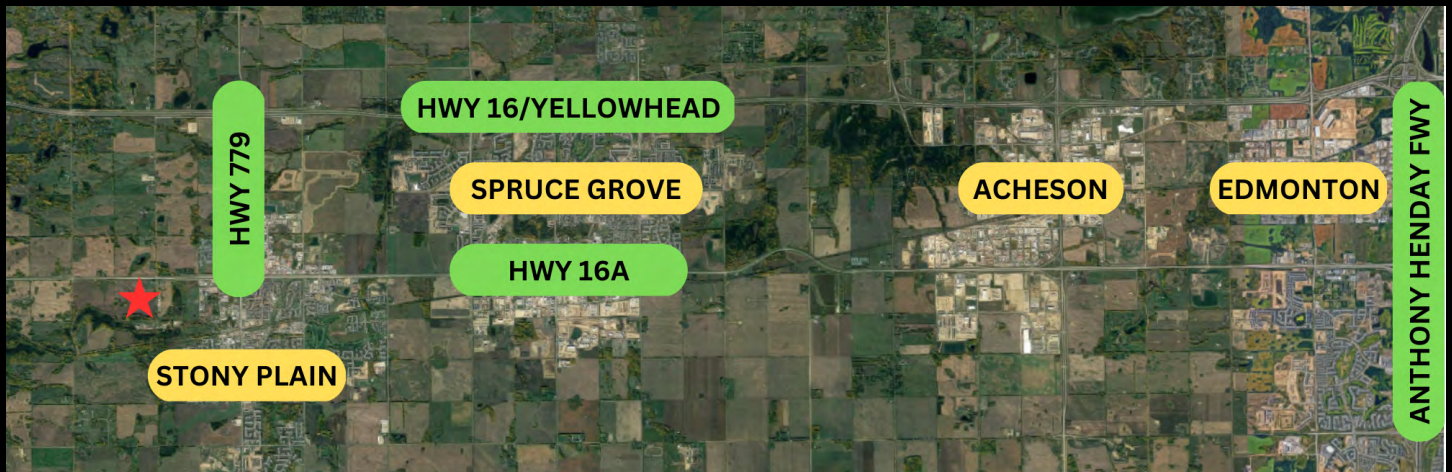 HWY 16/YELLOWHEAD
HWY 779
SPRUCE GROVE
ACHESON
EDMONTON
ANTHONY HENDAY FWY
HWY 16A
STONY PLAIN